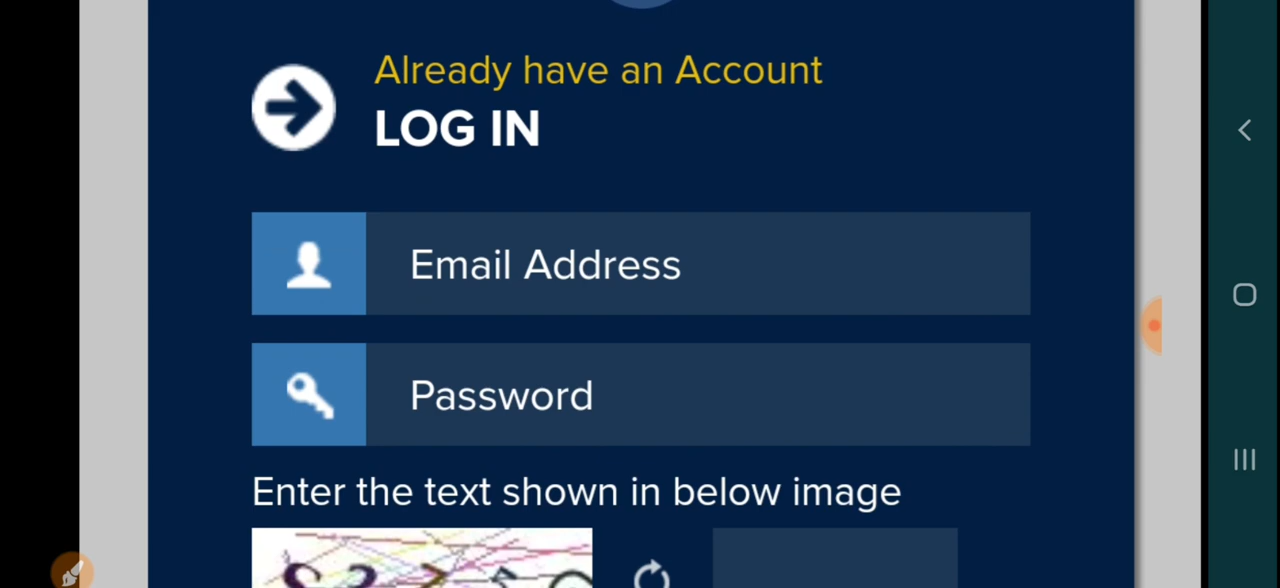 Already have an Account
LOG IN
Email Address
Password
Enter the text shown in below image